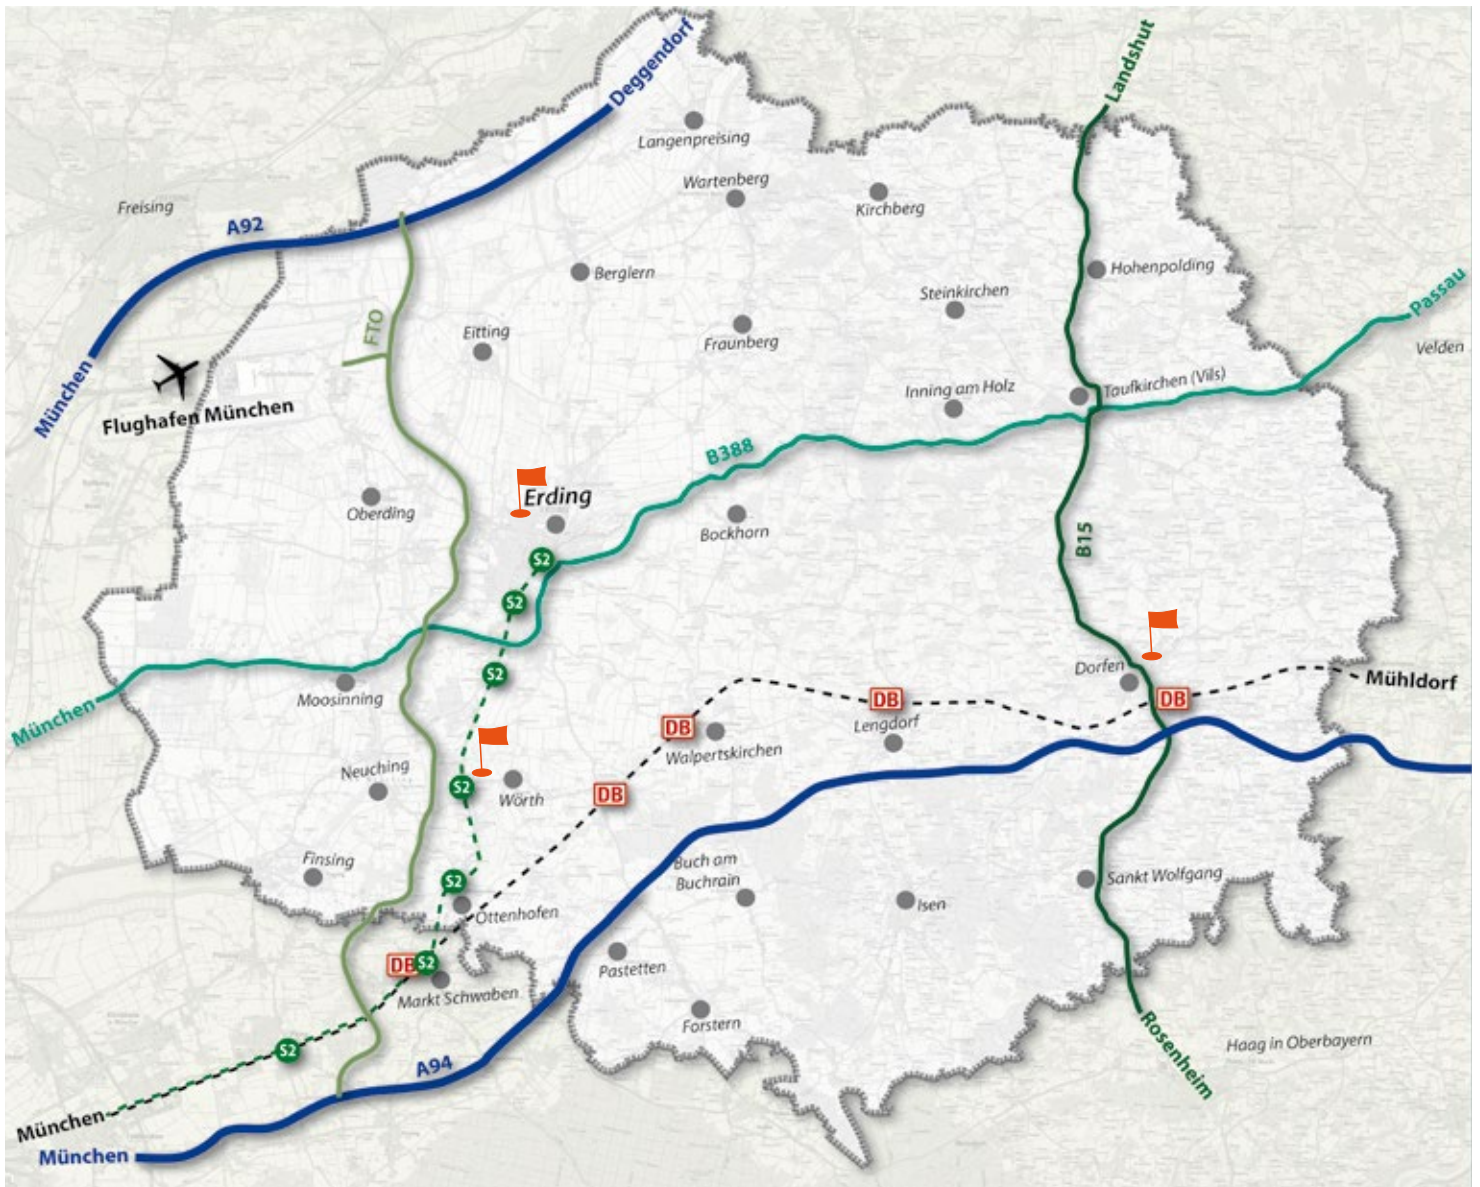 Deggendorf
Landshut
Langenpreising
Wartenberg
Kirchberg
Freising
A92
Berglern
Hohenpolding
Steinkirchen
Passau
FTO
Eitting
Fraunberg
Velden
München
Flughafen München
Inning am Holz
Taufkirchen (Vils)
B388
Erding
Oberding
Bockhorn
B15
S2
S2
S2
Dorfen
Mühldorf
München
Moosinning
DB
DB
DB
Lengdorf
Walpertskirchen
Neuching
S2
Wörth
DB
Finsing
Buch am
Buchrain
S2
Sankt Wolfgang
Isen
Ottenhofen
DB
S2
Markt Schwaben
Pastetten
Forstern
Rosenheim
Haag in Oberbayern
S2
A94
München
München